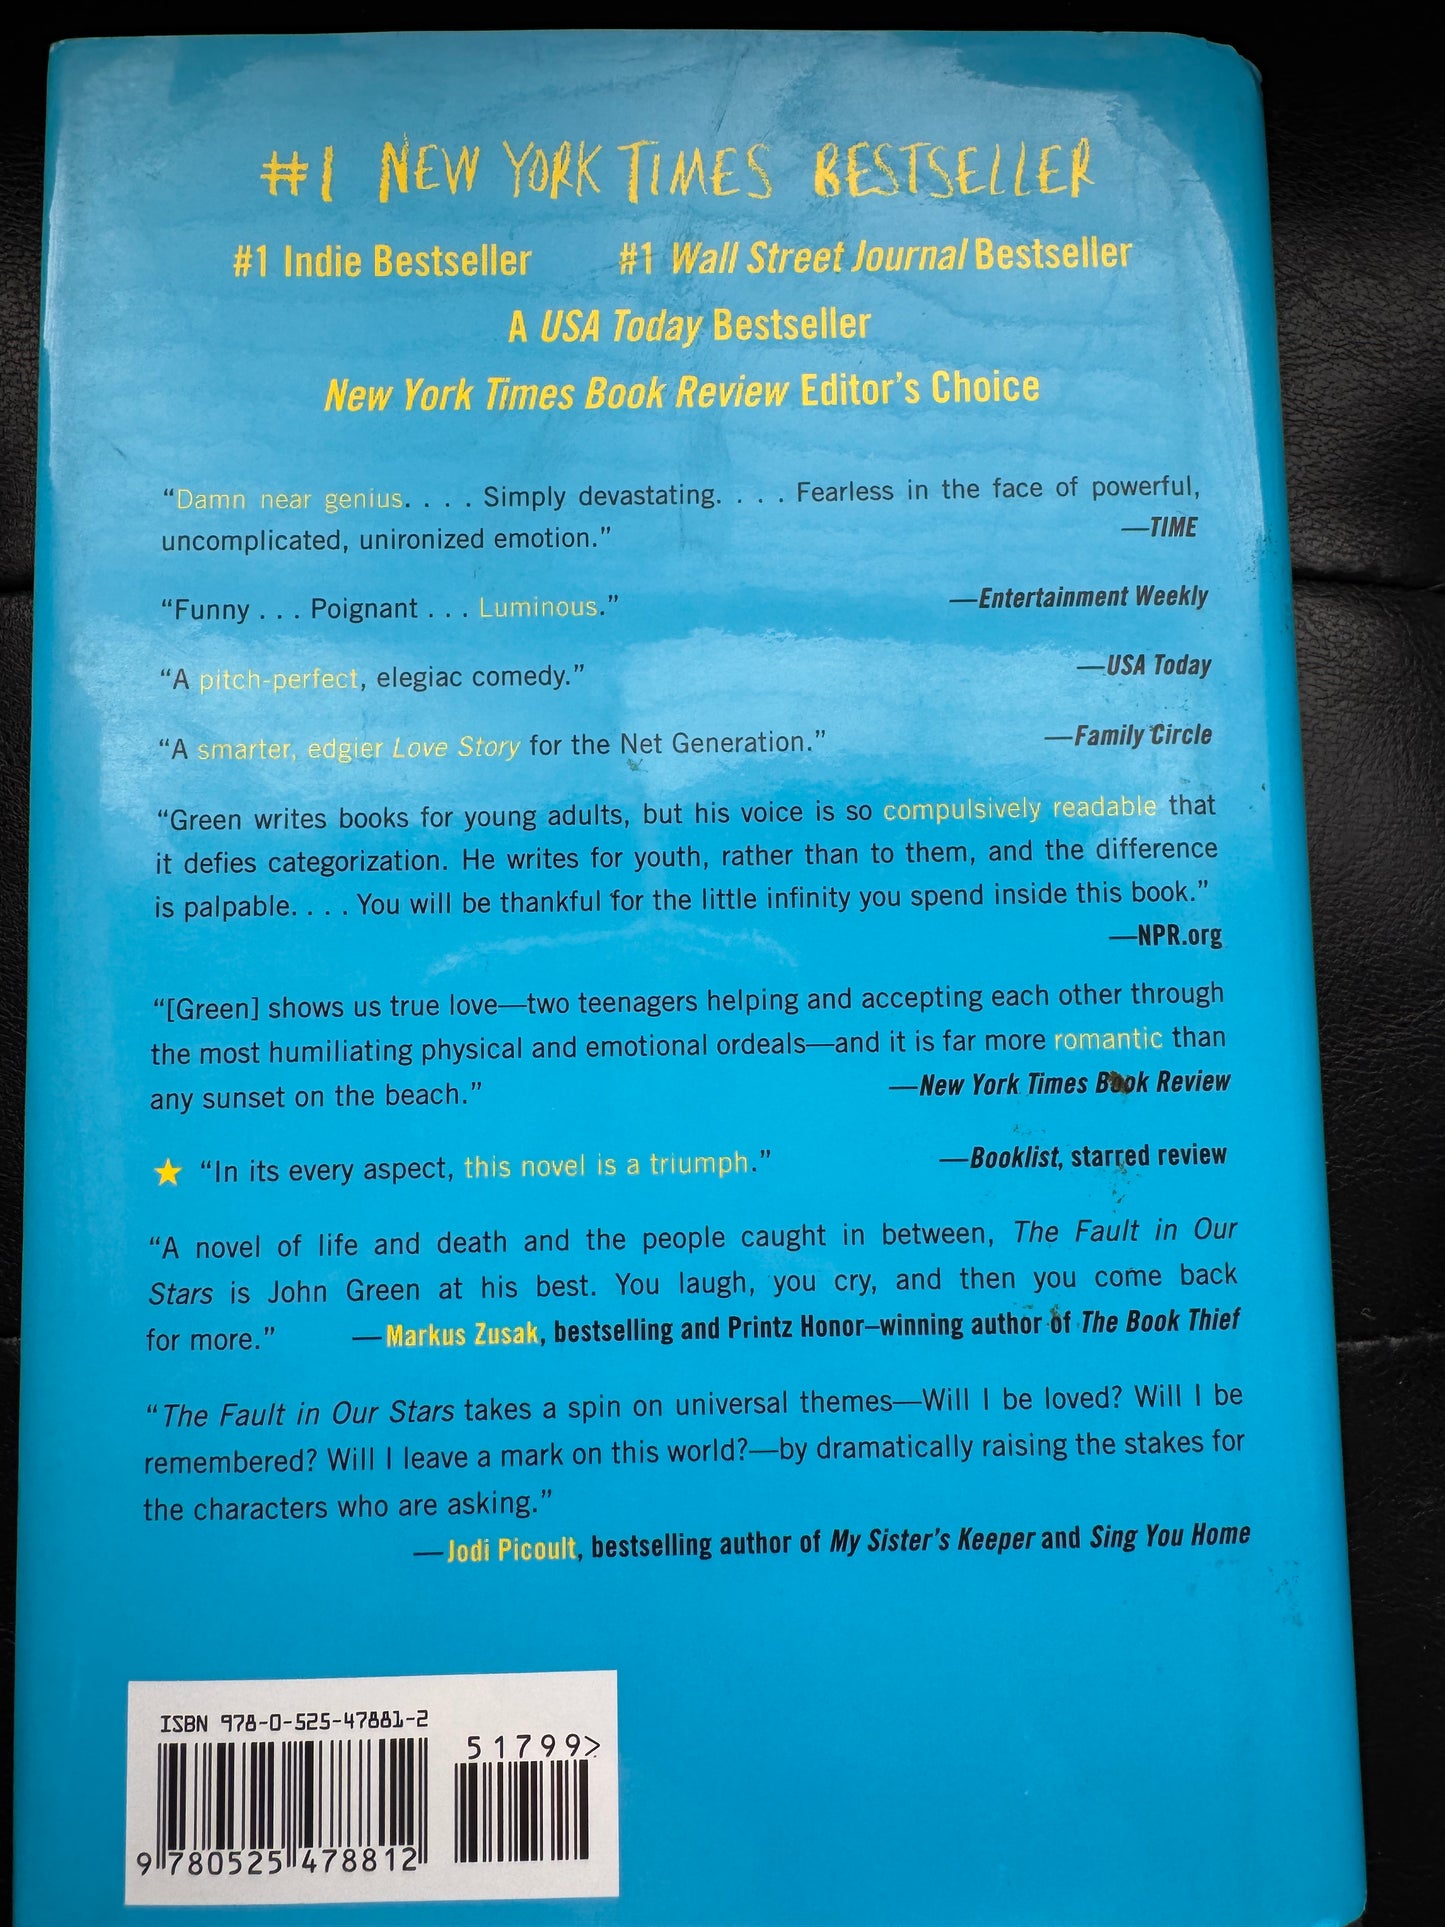 #1 NEW YORK TIMES BESTSELLER
#1 Indie Bestseller #1 Wall Street Journal Bestseller
A USA Today Bestseller
New York Times Book Review Editor's Choice
“Damn near genius. . . . Simply devastating. . . . Fearless in the face of powerful,
uncomplicated, unironized emotion.” —TIME
“Funny . . . Poignant . . . Luminous.” —Entertainment Weekly
“A pitch-perfect, elegiac comedy.” —USA Today
“A smarter, edgier Love Story for the Net Generation.” —Family Circle
“Green writes books for young adults, but his voice is so compulsively readable that
it defies categorization. He writes for youth, rather than to them, and the difference
is palpable. . . . You will be thankful for the little infinity you spend inside this book.”
—NPR.org
“[Green] shows us true love—two teenagers helping and accepting each other through
the most humiliating physical and emotional ordeals—and it is far more romantic than
any sunset on the beach.” —New York Times Book Review
★ “In its every aspect, this novel is a triumph.” —Booklist, starred review
“A novel of life and death and the people caught in between, The Fault in Our
Stars is John Green at his best. You laugh, you cry, and then you come back
for more.” —Markus Zusak, bestselling and Printz Honor–winning author of The Book Thief
“The Fault in Our Stars takes a spin on universal themes—Will I be loved? Will I be
remembered? Will I leave a mark on this world?—by dramatically raising the stakes for
the characters who are asking.”
—Jodi Picoult, bestselling author of My Sister's Keeper and Sing You Home
ISBN 978-0-525-47881-2
51799>
9 780525 478812